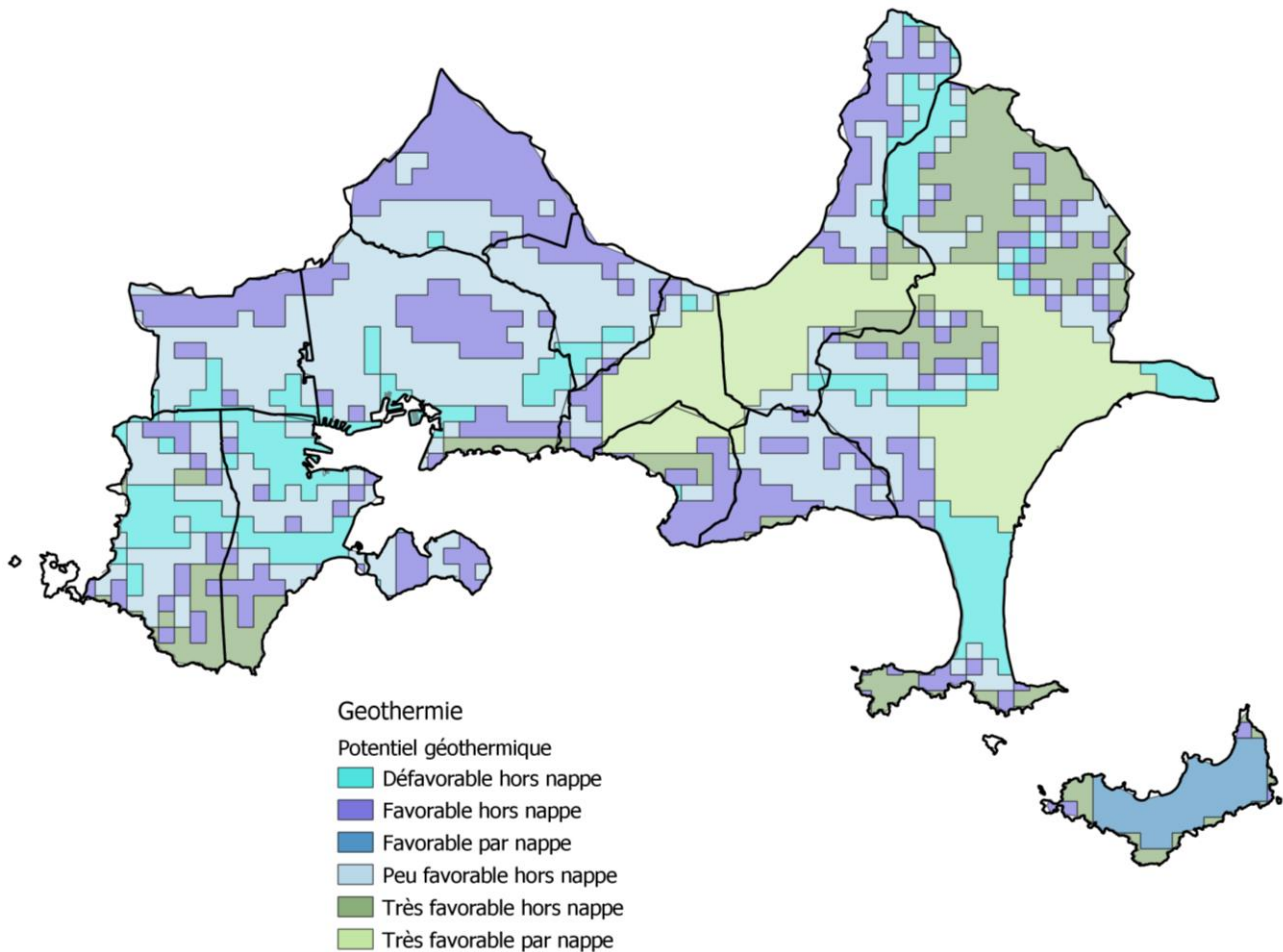 Geothermie
Potentiel géothermique
Défavorable hors nappe
Favorable hors nappe
Favorable par nappe
Peu favorable hors nappe
Très favorable hors nappe
Très favorable par nappe